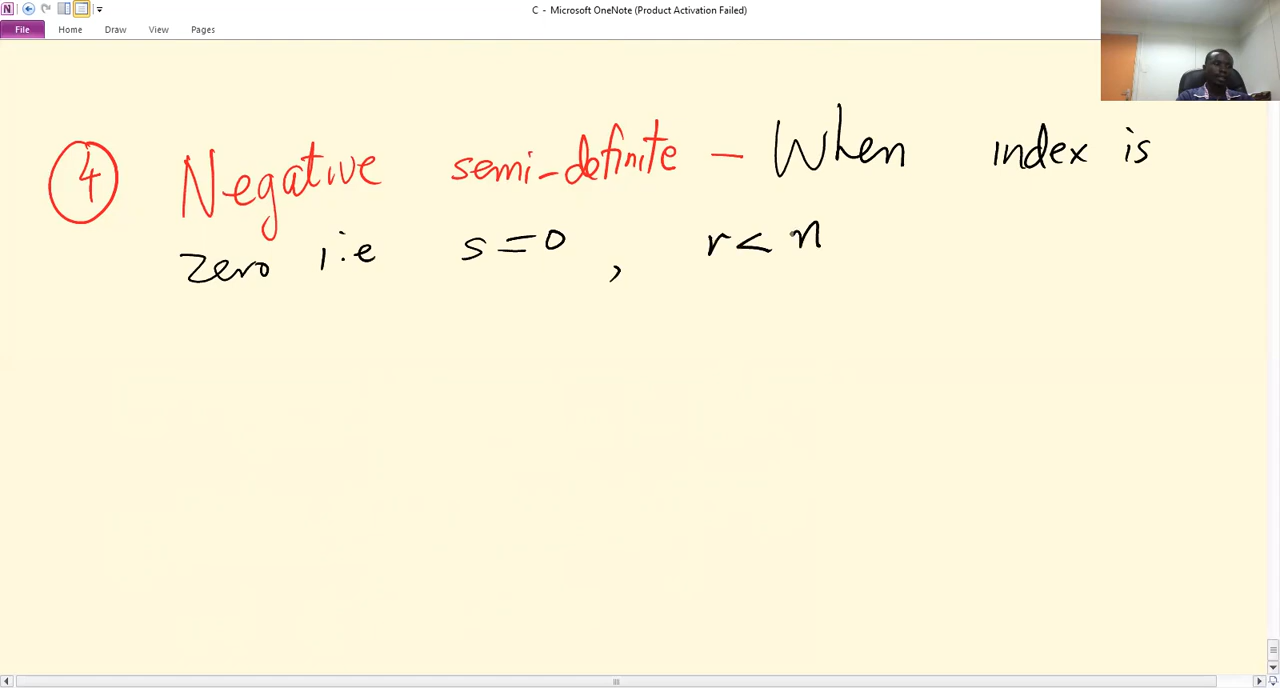 C - Microsoft OneNote (Product Activation Failed)
File Home Draw View Pages
④ Negative semi-definite – When index is
zero i.e s=0 , r<n